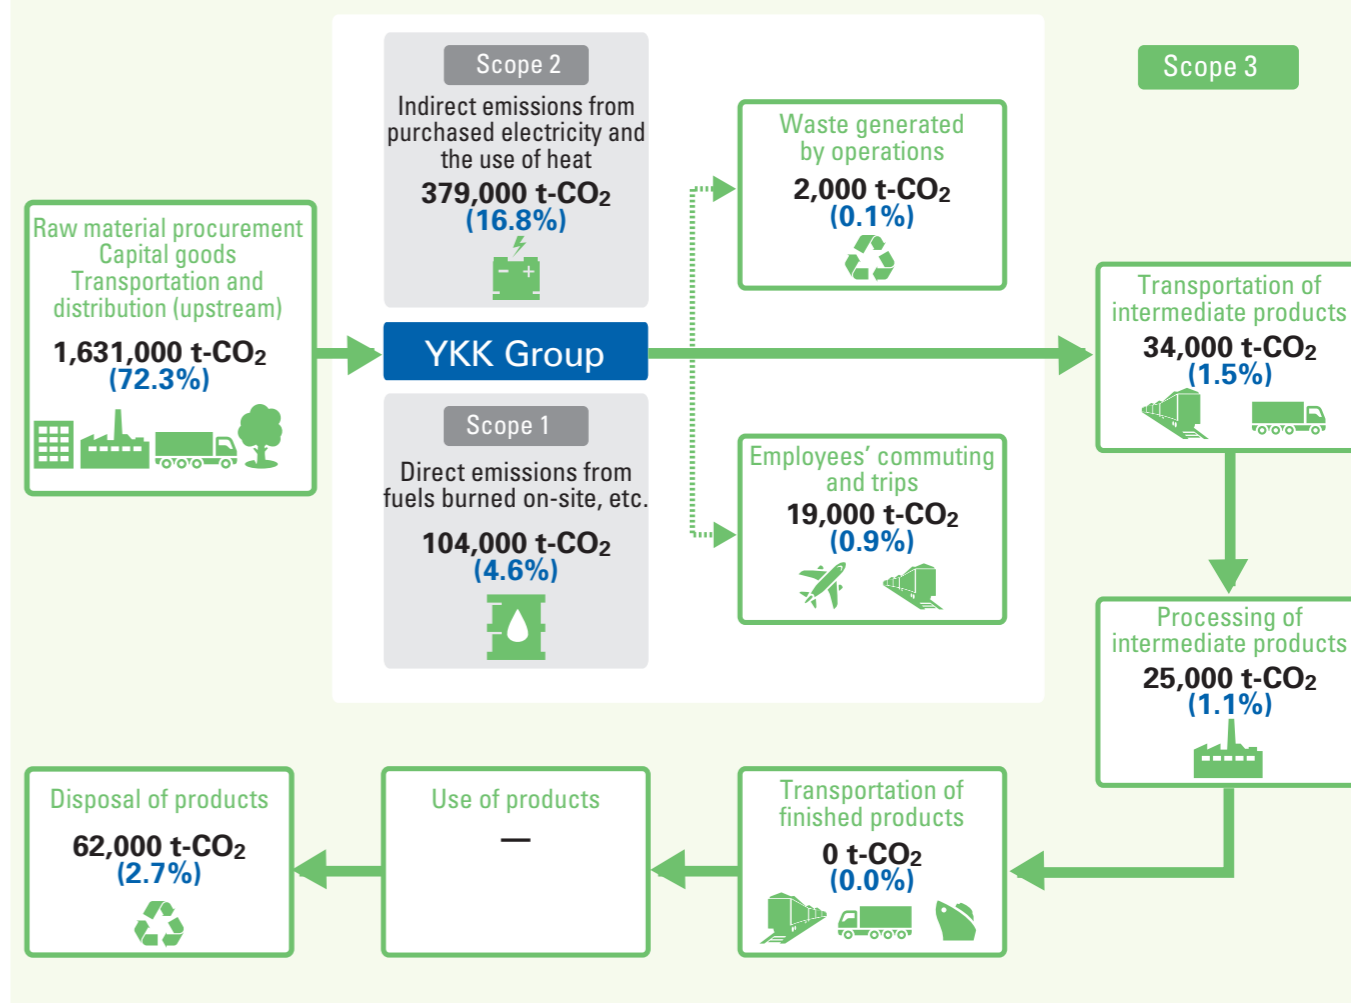 Scope 2
Indirect emissions from
purchased electricity and
the use of heat
379,000 t-CO2
(16.8%)
Scope 3
Waste generated
by operations
2,000 t-CO2
(0.1%)
Raw material procurement
Capital goods
Transportation and
distribution (upstream)
1,631,000 t-CO2
(72.3%)
YKK Group
Transportation of
intermediate products
34,000 t-CO2
(1.5%)
Scope 1
Direct emissions from
fuels burned on-site, etc.
104,000 t-CO2
(4.6%)
Employees’ commuting
and trips
19,000 t-CO2
(0.9%)
Processing of
intermediate products
25,000 t-CO2
(1.1%)
Disposal of products
62,000 t-CO2
(2.7%)
Use of products
—
Transportation of
finished products
0 t-CO2
(0.0%)